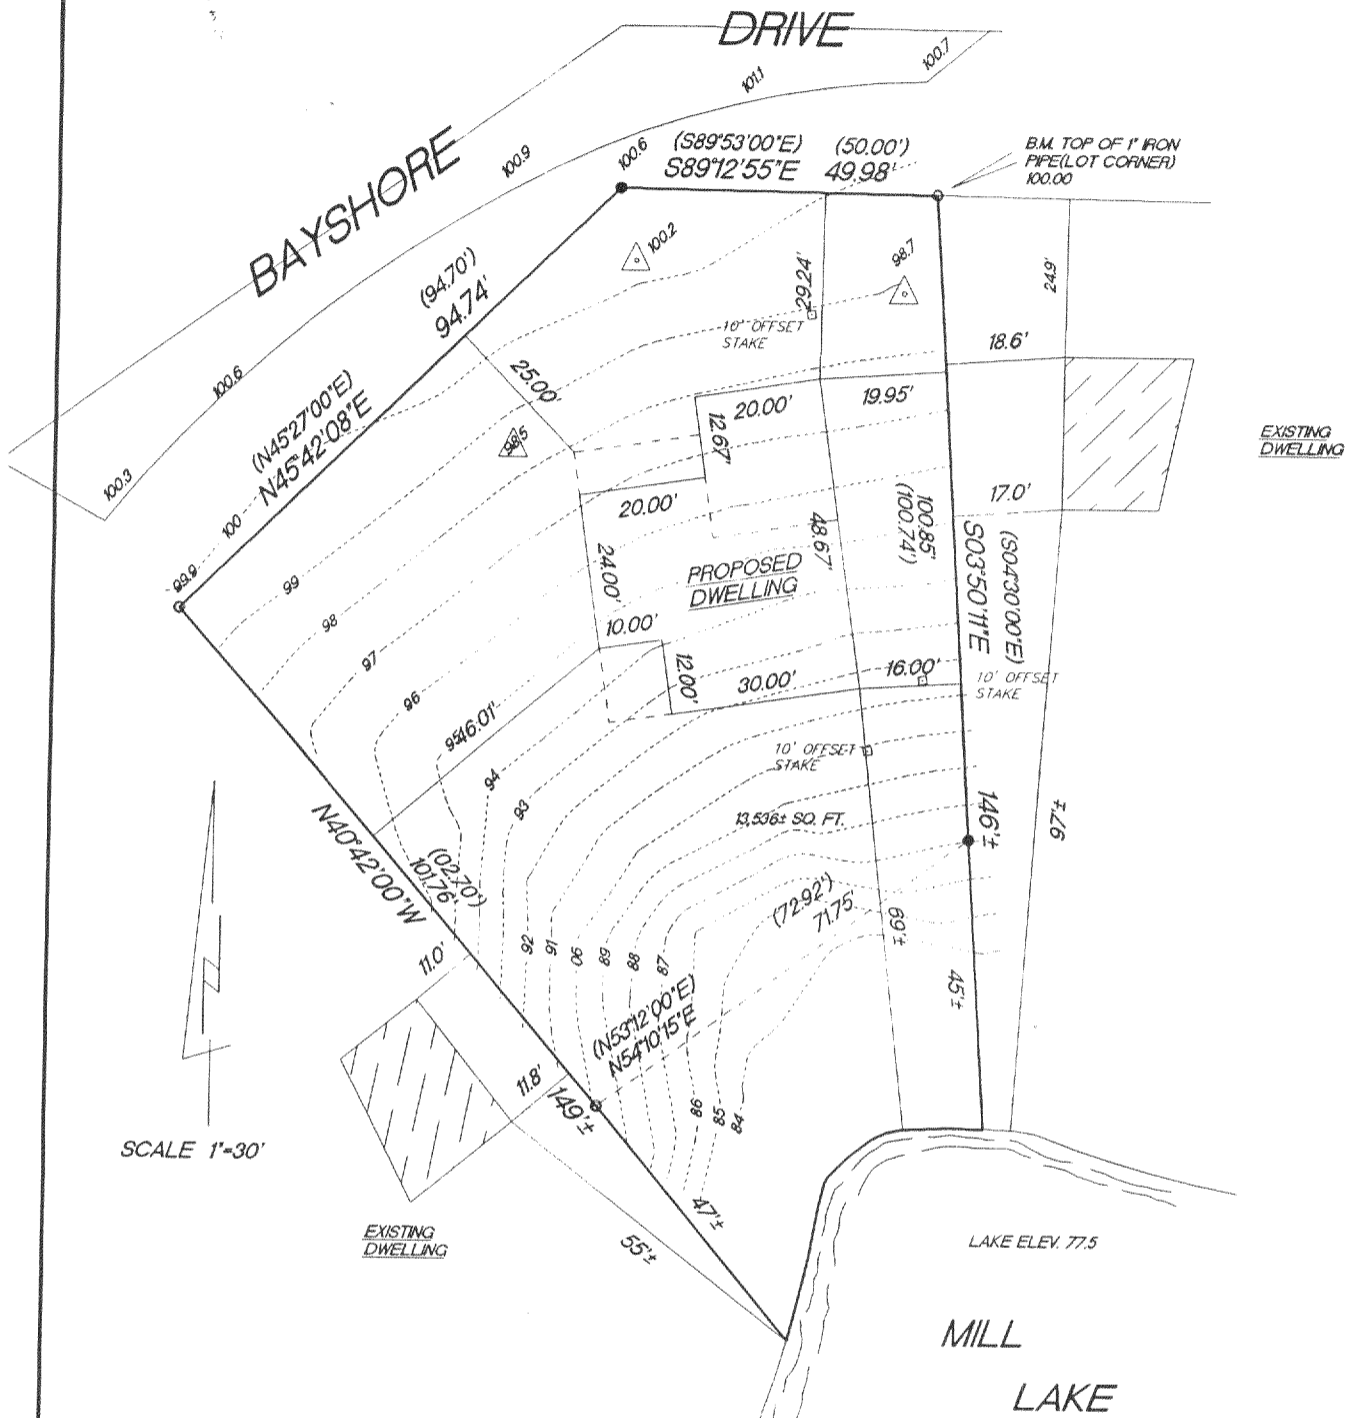 DRIVE
BAYSHORE
100.7
101.1
100.6
100.9
100.6
100.3
(S89°53'00"E) (50.00')
S89°12'55"E 49.98'
B.M. TOP OF 1" IRON
PIPE(LOT CORNER)
100.00
(94.70')
94.74'
(N45°27'00"E)
N45°42'08"E
100.2
98.7
98.5
99.9
29.24'
24.9'
10' OFFSET
STAKE
25.00'
18.6'
20.00'
19.95'
12.67'
EXISTING
DWELLING
17.0'
20.00'
48.67'
100.85'
(100.74')
S03°50'11"E
(S04°30'00"E)
24.00'
PROPOSED
DWELLING
10.00'
12.00'
30.00'
16.00'
10' OFFSET
STAKE
100
99
98
97
96
95
46.01'
94
93
92
91
90
89
88
87
86
85
84
10' OFFSET
STAKE
13,536± SQ. FT.
146'±
97'±
N40°42'00"W
(02.70')
101.76'
(72.92')
71.75'
69'±
45'±
11.0'
(N53°12'00"E)
N54°10'15"E
11.8'
149'±
47'±
55'±
SCALE 1"=30'
EXISTING
DWELLING
LAKE ELEV. 77.5
MILL
LAKE